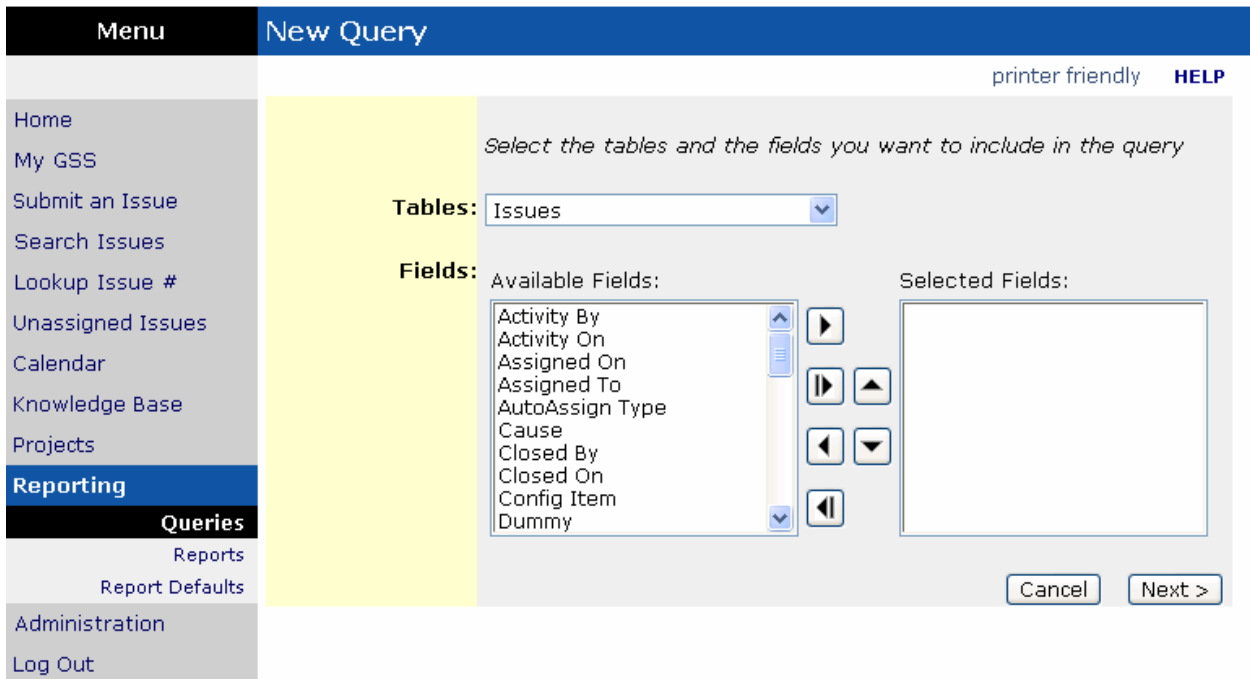 Menu
New Query
printer friendly HELP
Home
My GSS
Submit an Issue
Search Issues
Lookup Issue #
Unassigned Issues
Calendar
Knowledge Base
Projects
Reporting
Queries
Reports
Report Defaults
Administration
Log Out
Select the tables and the fields you want to include in the query
Tables: Issues
Fields:
Available Fields:
Activity By
Activity On
Assigned On
Assigned To
AutoAssign Type
Cause
Closed By
Closed On
Config Item
Dummy
Selected Fields:
Cancel Next >